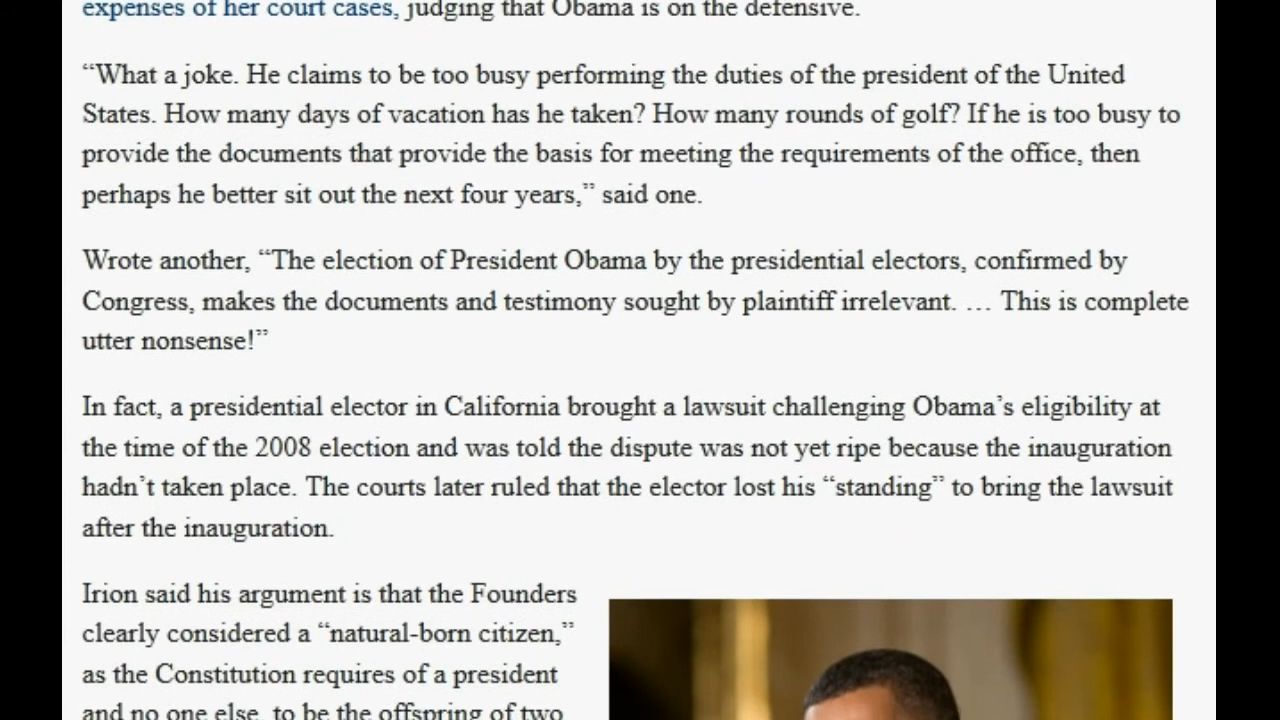 expenses of her court cases, judging that Obama is on the defensive.
“What a joke. He claims to be too busy performing the duties of the president of the United
States. How many days of vacation has he taken? How many rounds of golf? If he is too busy to
provide the documents that provide the basis for meeting the requirements of the office, then
perhaps he better sit out the next four years,” said one.
Wrote another, “The election of President Obama by the presidential electors, confirmed by
Congress, makes the documents and testimony sought by plaintiff irrelevant. … This is complete
utter nonsense!”
In fact, a presidential elector in California brought a lawsuit challenging Obama’s eligibility at
the time of the 2008 election and was told the dispute was not yet ripe because the inauguration
hadn’t taken place. The courts later ruled that the elector lost his “standing” to bring the lawsuit
after the inauguration.
Irion said his argument is that the Founders
clearly considered a “natural-born citizen,”
as the Constitution requires of a president
and no one else, to be the offspring of two